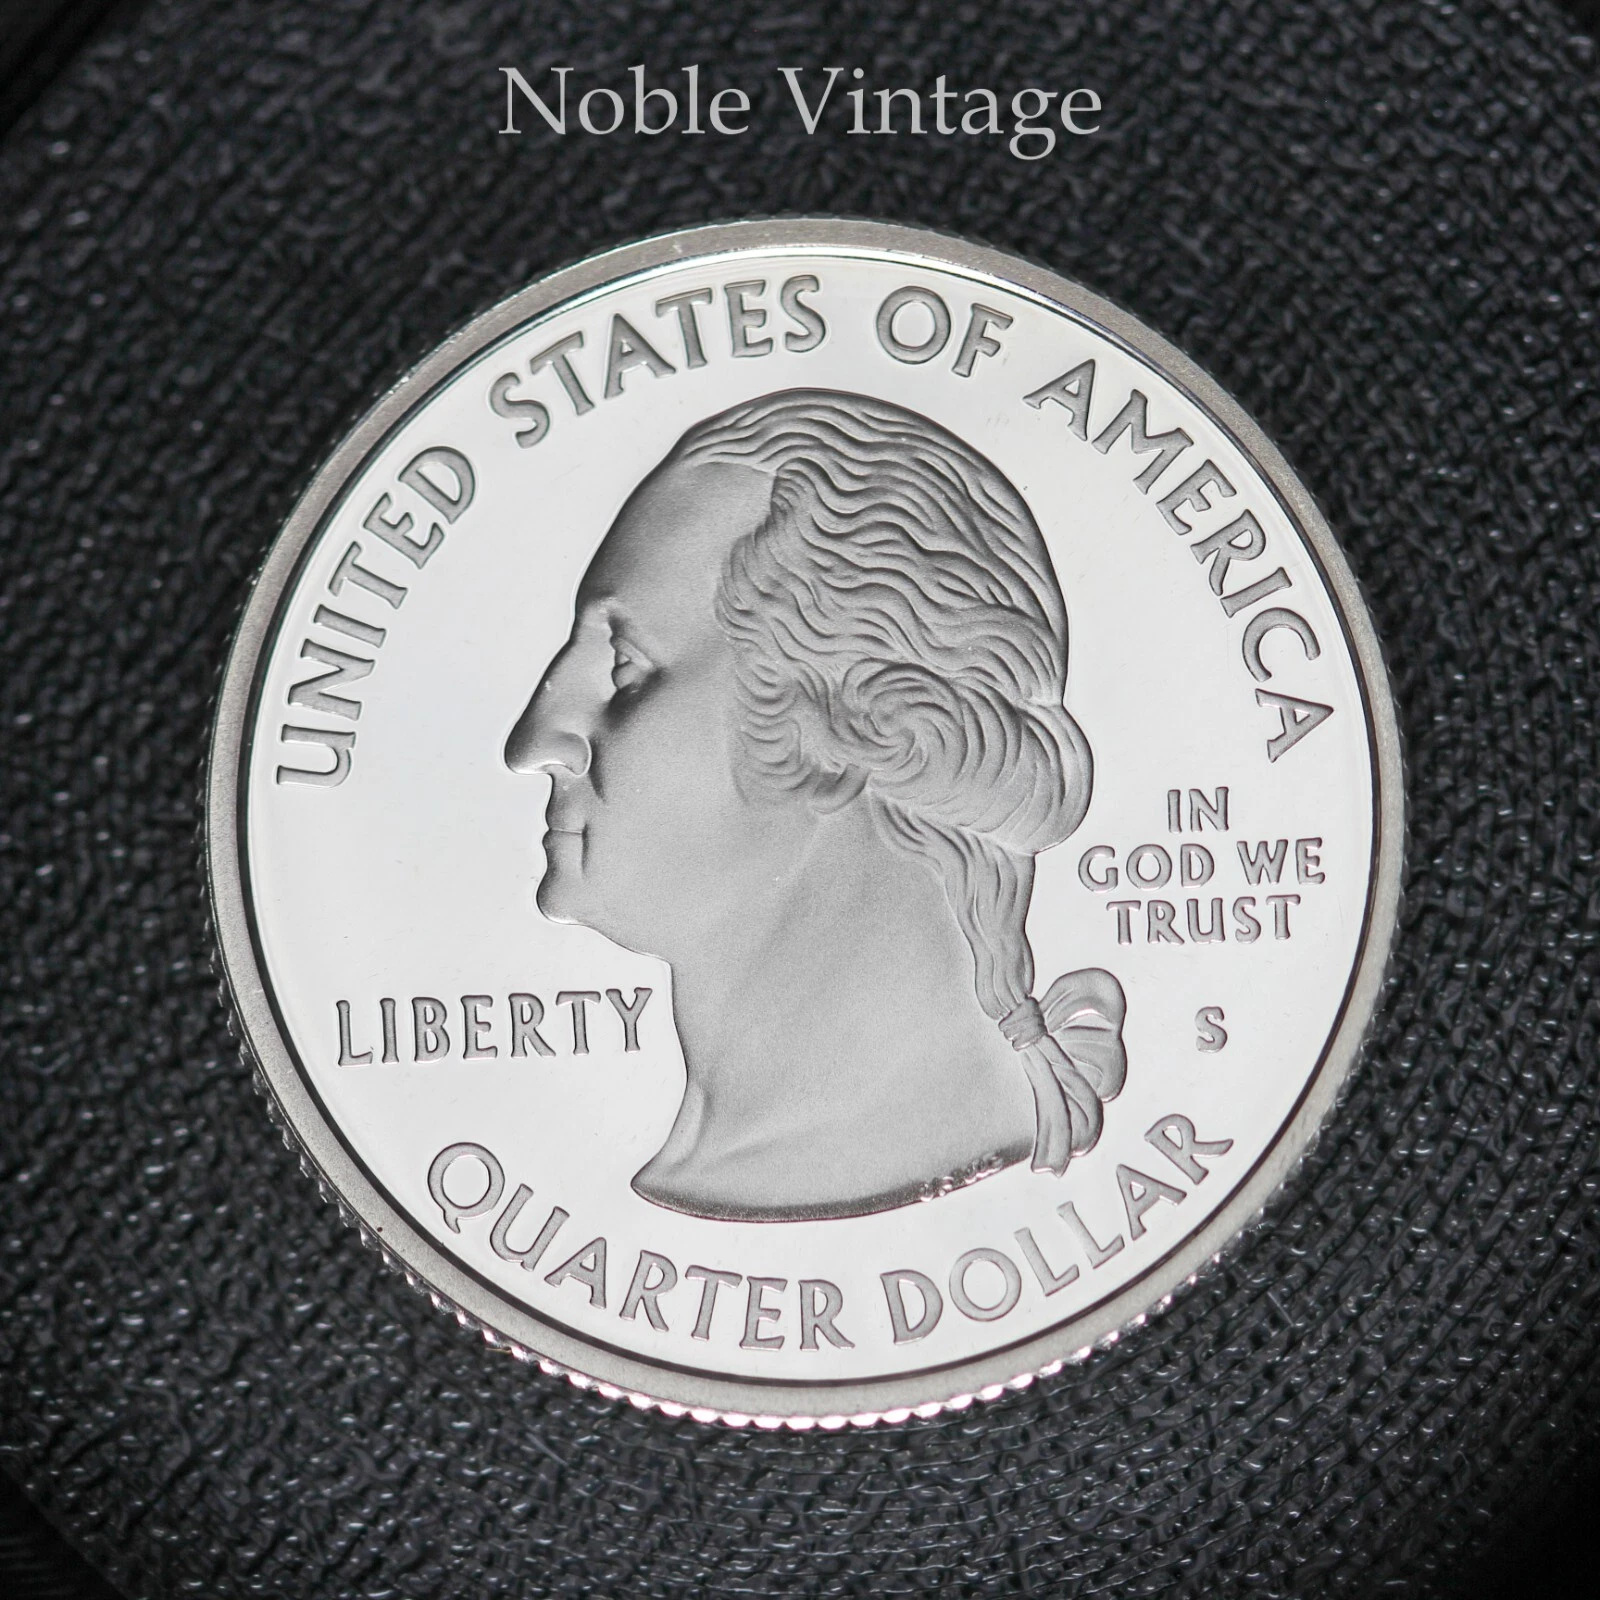 Noble Vintage
UNITED STATES OF AMERICA
IN
GOD WE
TRUST
LIBERTY
S
QUARTER DOLLAR